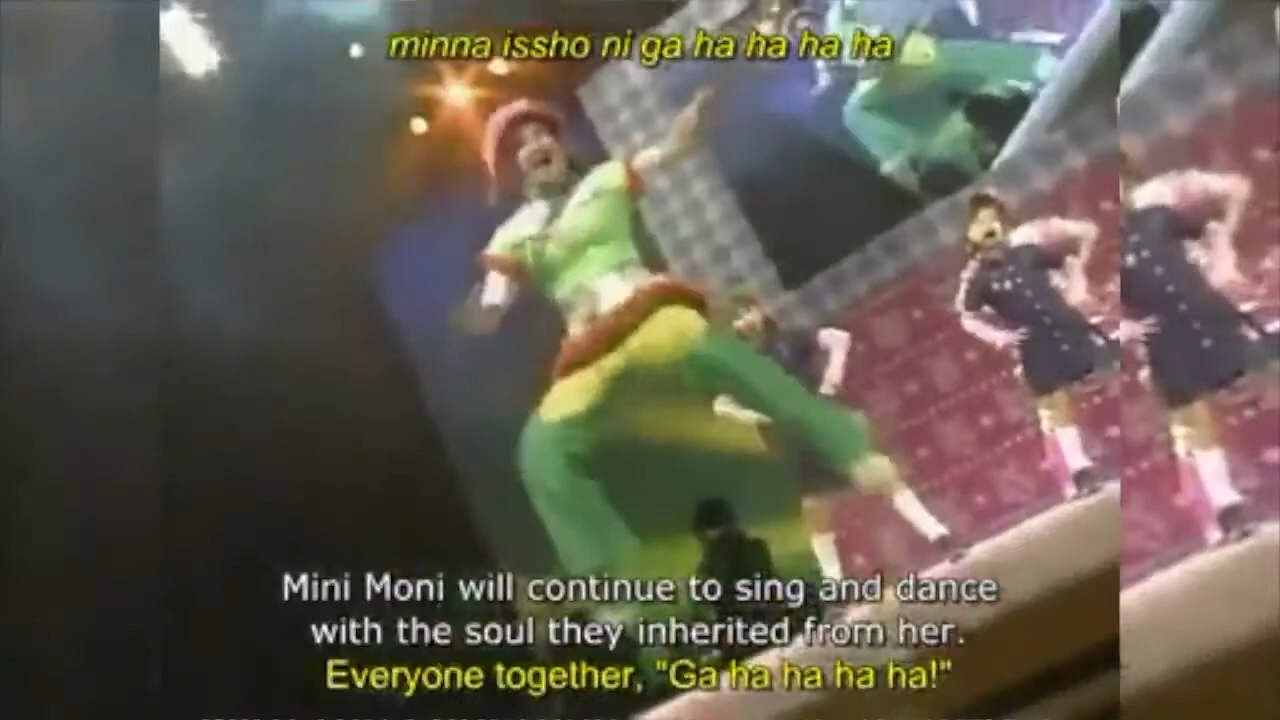 minna issho ni ga ha ha ha ha
Mini Moni will continue to sing and dance
with the soul they inherited from her.
Everyone together, "Ga ha ha ha ha!"